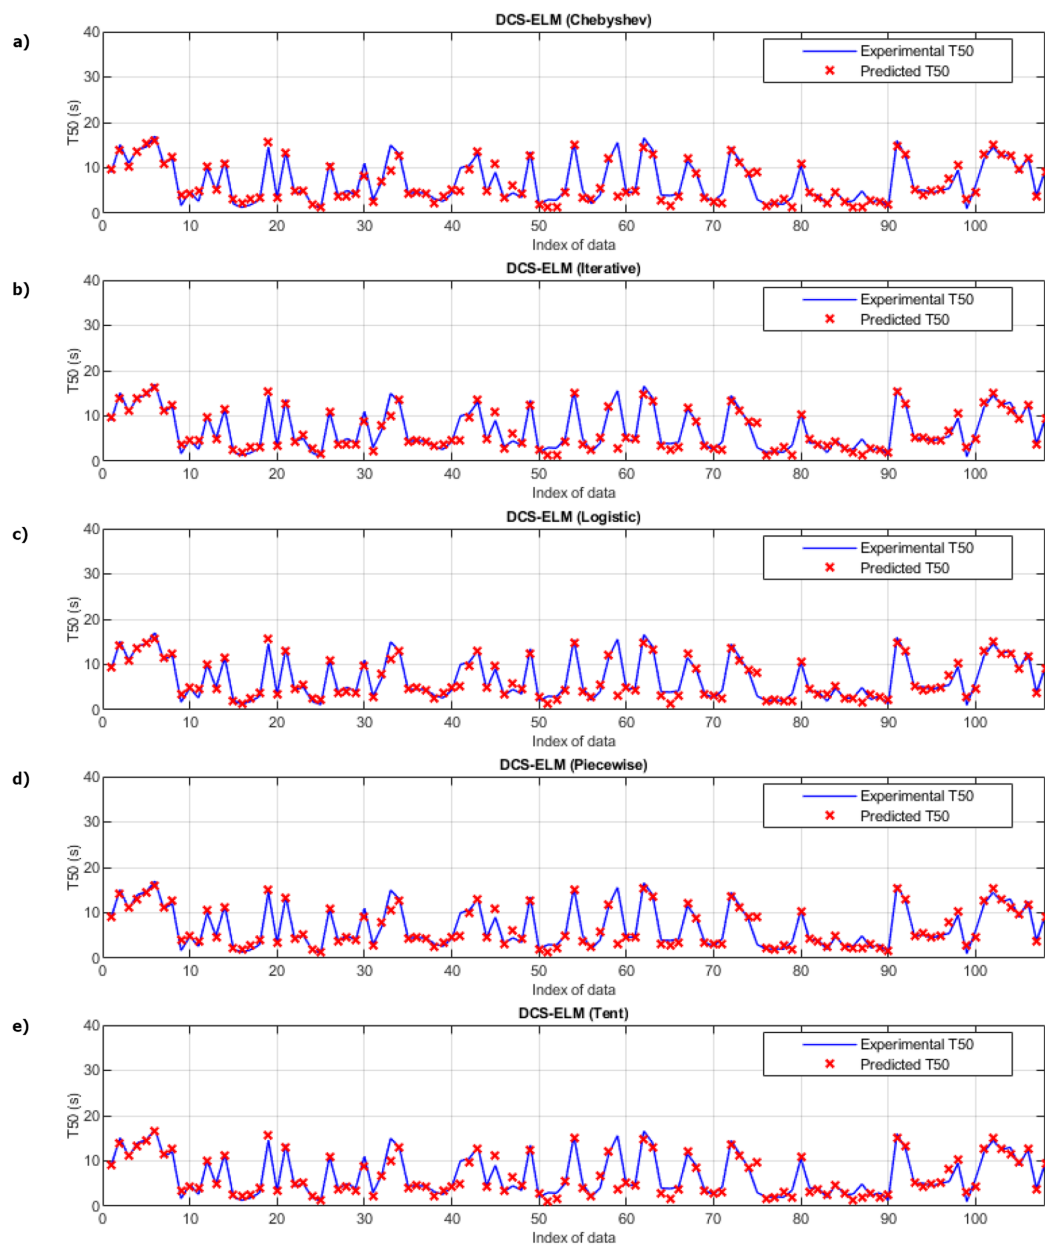 DCS-ELM (Chebyshev)
a)
40
30
20
10
0
T50 (s)
Experimental T50
Predicted T50
0 10 20 30 40 50 60 70 80 90 100
Index of data
DCS-ELM (Iterative)
b)
40
30
20
10
0
T50 (s)
Experimental T50
Predicted T50
0 10 20 30 40 50 60 70 80 90 100
Index of data
DCS-ELM (Logistic)
c)
40
30
20
10
0
T50 (s)
Experimental T50
Predicted T50
0 10 20 30 40 50 60 70 80 90 100
Index of data
DCS-ELM (Piecewise)
d)
40
30
20
10
0
T50 (s)
Experimental T50
Predicted T50
0 10 20 30 40 50 60 70 80 90 100
Index of data
DCS-ELM (Tent)
e)
40
30
20
10
0
T50 (s)
Experimental T50
Predicted T50
0 10 20 30 40 50 60 70 80 90 100
Index of data